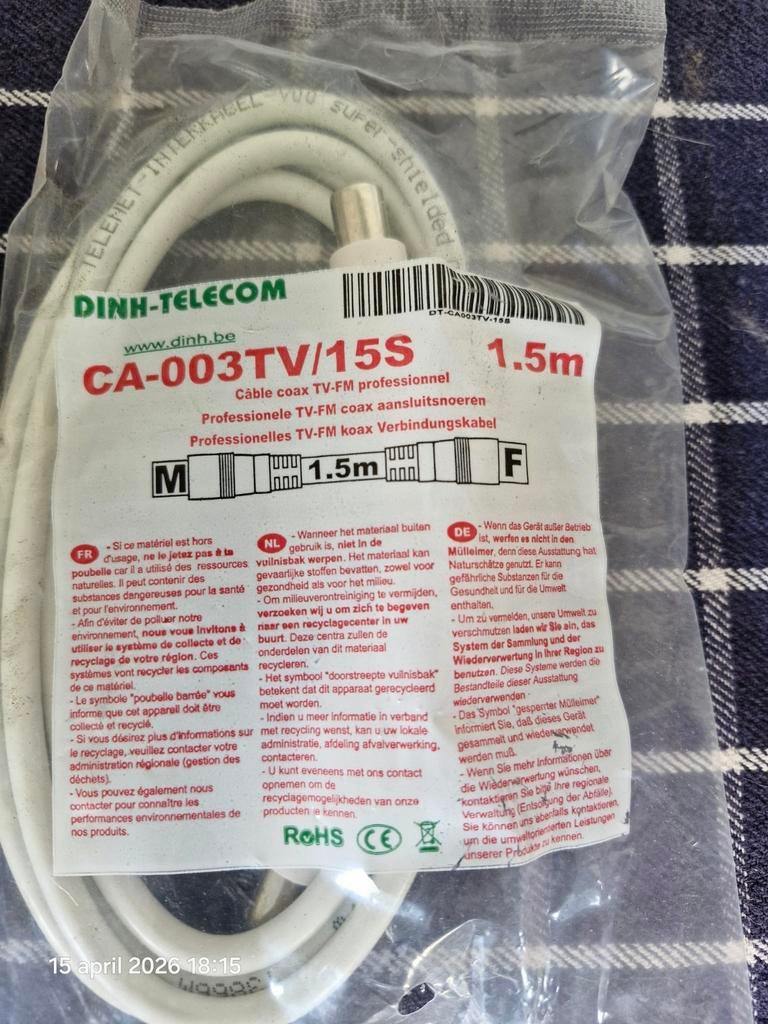 TELEMET-INTERKABEL-V00 super-shielded
DINH-TELECOM
www.dinh.be
DT-CA003TV-15S
CA-003TV/15S 1.5m
Câble coax TV-FM professionnel
Professionele TV-FM coax aansluitsnoeren
Professionelles TV-FM koax Verbindungskabel
M 1.5m F
FR - Si ce matériel est hors
d'usage, ne le jetez pas à la
poubelle car il a utilisé des ressources
naturelles. Il peut contenir des
substances dangereuses pour la santé
et pour l'environnement.
- Afin d'éviter de polluer notre
environnement, nous vous invitons à
utiliser le système de collecte et de
recyclage de votre région. Ces
systèmes vont recycler les composants
de ce matériel.
- Le symbole "poubelle barrée" vous
informe que cet appareil doit être
collecté et recyclé.
- Si vous désirez plus d'informations sur
le recyclage, veuillez contacter votre
administration régionale (gestion des
déchets).
- Vous pouvez également nous
contacter pour connaître les
performances environnementales de
nos produits.
NL - Wanneer het materiaal buiten
gebruik is, niet in de
vuilnisbak werpen. Het materiaal kan
gevaarlijke stoffen bevatten, zowel voor
gezondheid als voor het milieu.
- Om milieuverontreiniging te vermijden,
verzoeken wij u om zich te begeven
naar een recyclagecenter in uw
buurt. Deze centra zullen de
onderdelen van dit materiaal
recycleren.
- Het symbool "doorstreepte vuilnisbak"
betekent dat dit apparaat gerecycleerd
moet worden.
- Indien u meer informatie in verband
met recycling wenst, kan u uw lokale
administratie, afdeling afvalverwerking,
contacteren.
- U kunt eveneens met ons contact
opnemen om de
recyclagemogelijkheden van onze
producten te kennen.
DE - Wenn das Gerät außer Betrieb
ist, werfen es nicht in den
Mülleimer, denn diese Ausstattung hat
Naturschätze genutzt. Er kann
gefährliche Substanzen für die
Gesundheit und für die Umwelt
enthalten.
- Um zu vermeiden, unsere Umwelt zu
verschmutzen laden wir Sie an, das
System der Sammlung und der
Wiederverwertung in Ihrer Region zu
benutzen. Diese Systeme werden die
Bestandteile dieser Ausstattung
wiederverwenden
- Das Symbol "gesperrter Mülleimer"
informiert Sie, daß dieses Gerät
gesammelt und wiederverwendet
werden muß.
- Wenn Sie mehr Informationen über
die Wiederverwertung wünschen,
kontaktieren Sie bitte Ihre regionale
Verwaltung (Entsorgung der Abfälle).
Sie können uns ebenfalls kontaktieren,
um die umweltorientierten Leistungen
unserer Produkte zu kennen.
RoHS CE
15 april 2026 18:15